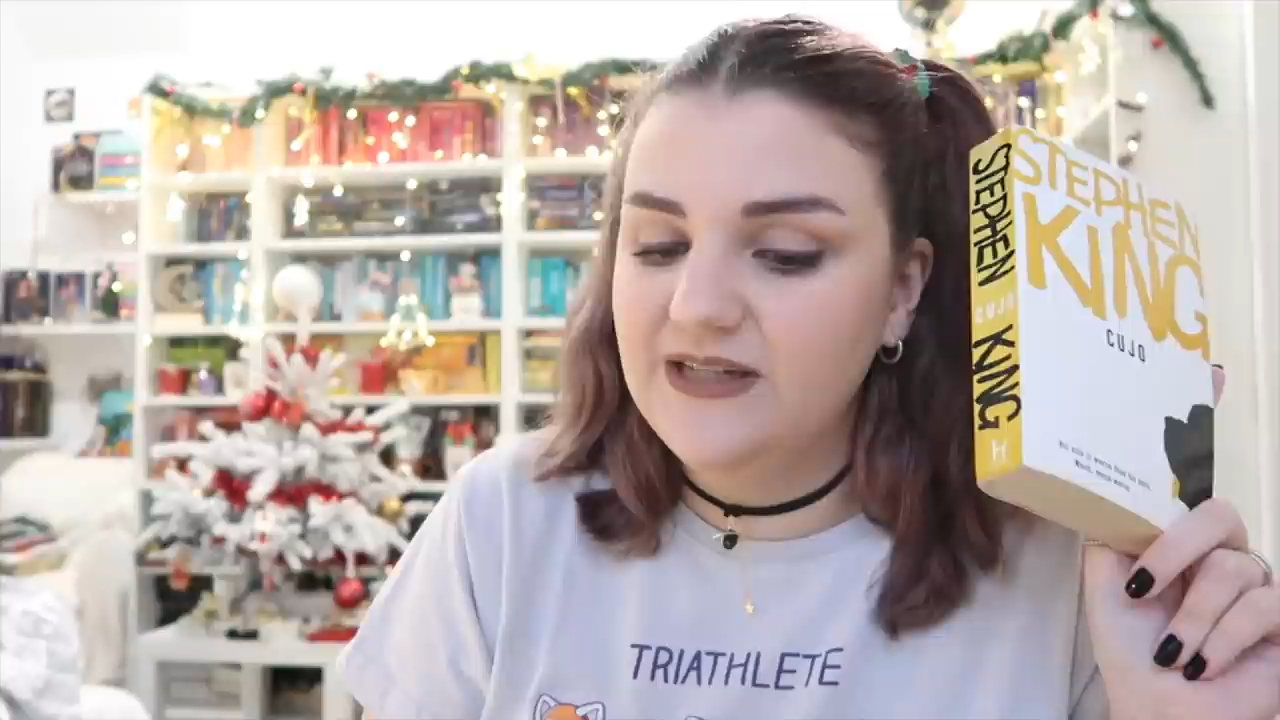 STEPHEN
KING
CUJO
STEPHEN CUJO KING
H
TRIATHLETE